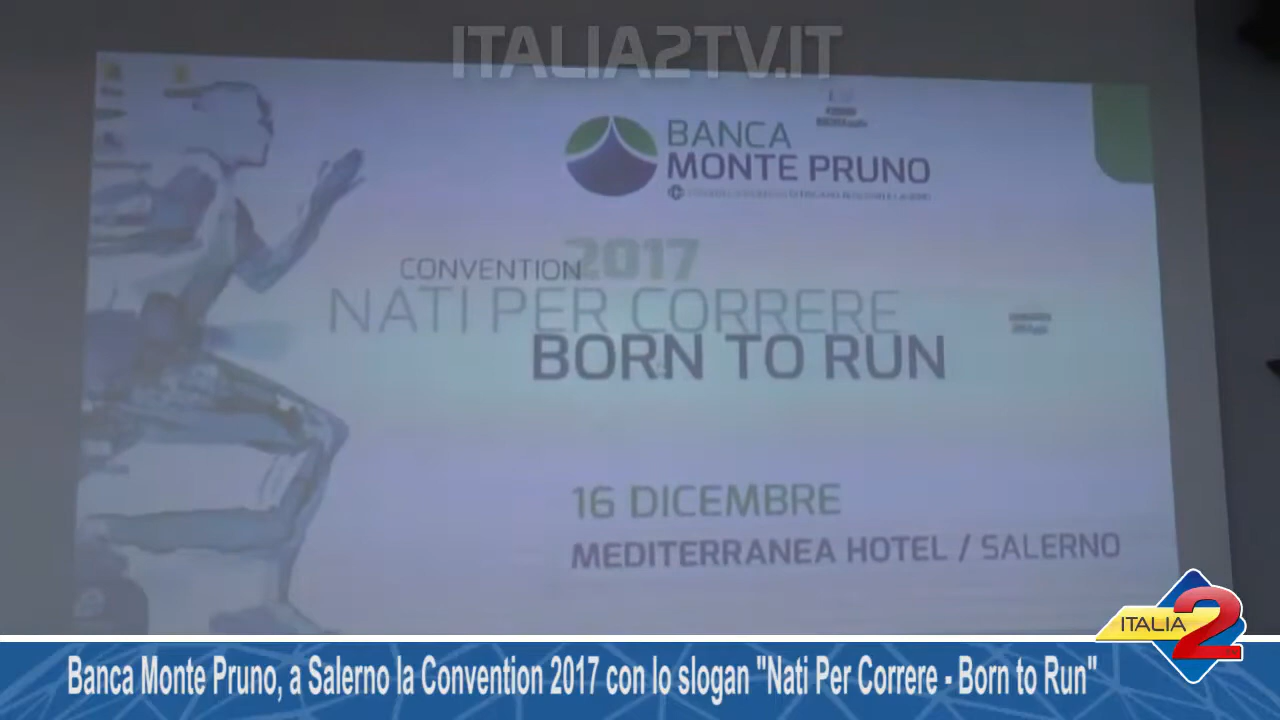 ITALIA2TV.IT
BANCA
MONTE PRUNO
CONVENTION 2017
NATI PER CORRERE
BORN TO RUN
16 DICEMBRE
MEDITERRANEA HOTEL / SALERNO
ITALIA 2
Banca Monte Pruno, a Salerno la Convention 2017 con lo slogan "Nati Per Correre - Born to Run"